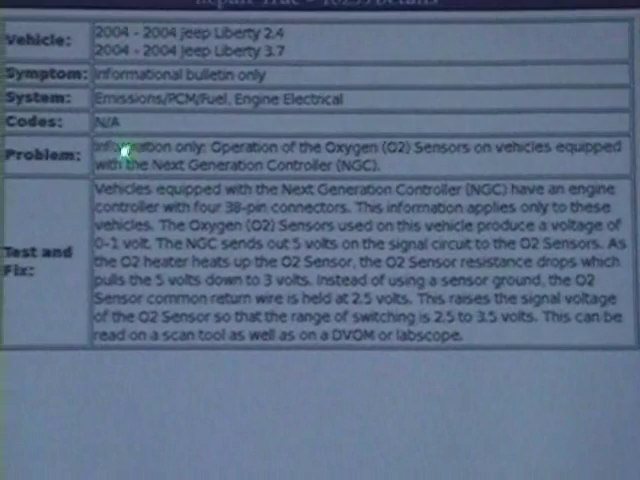 Vehicle:
2004 - 2004 Jeep Liberty 2.4
2004 - 2004 Jeep Liberty 3.7
Symptom:
Informational bulletin only
System:
Emissions/PCM/Fuel, Engine Electrical
Codes:
N/A
Problem:
Information only: Operation of the Oxygen (O2) Sensors on vehicles equipped
with the Next Generation Controller (NGC).
Test and
Fix:
Vehicles equipped with the Next Generation Controller (NGC) have an engine
controller with four 38-pin connectors. This information applies only to these
vehicles. The Oxygen (O2) Sensors used on this vehicle produce a voltage of
0-1 volt. The NGC sends out 5 volts on the signal circuit to the O2 Sensors. As
the O2 heater heats up the O2 Sensor, the O2 Sensor resistance drops which
pulls the 5 volts down to 3 volts. Instead of using a sensor ground, the O2
Sensor common return wire is held at 2.5 volts. This raises the signal voltage
of the O2 Sensor so that the range of switching is 2.5 to 3.5 volts. This can be
read on a scan tool as well as on a DVOM or labscope.